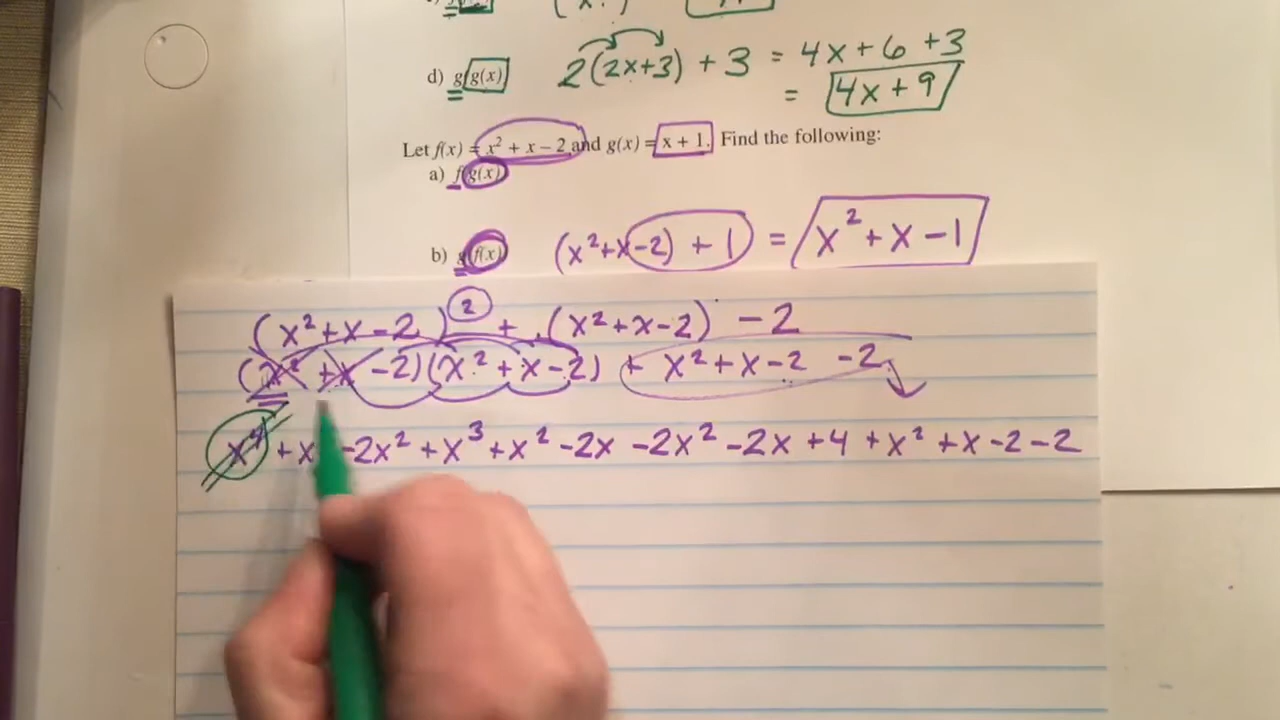 d) g(g(x)) 2(2x+3) + 3 = 4x + 6 + 3
= 4x + 9
Let f(x) = x² + x – 2 and g(x) = x + 1. Find the following:
a) f(g(x))
b) g(f(x)) (x²+x-2) + 1 = x² + x - 1
(x²+x-2)² + (x²+x-2) - 2
(x² + x - 2)(x² + x - 2) + x² + x - 2 - 2
x⁴ + x -2x² + x³ + x² - 2x - 2x² - 2x + 4 + x² + x - 2 - 2